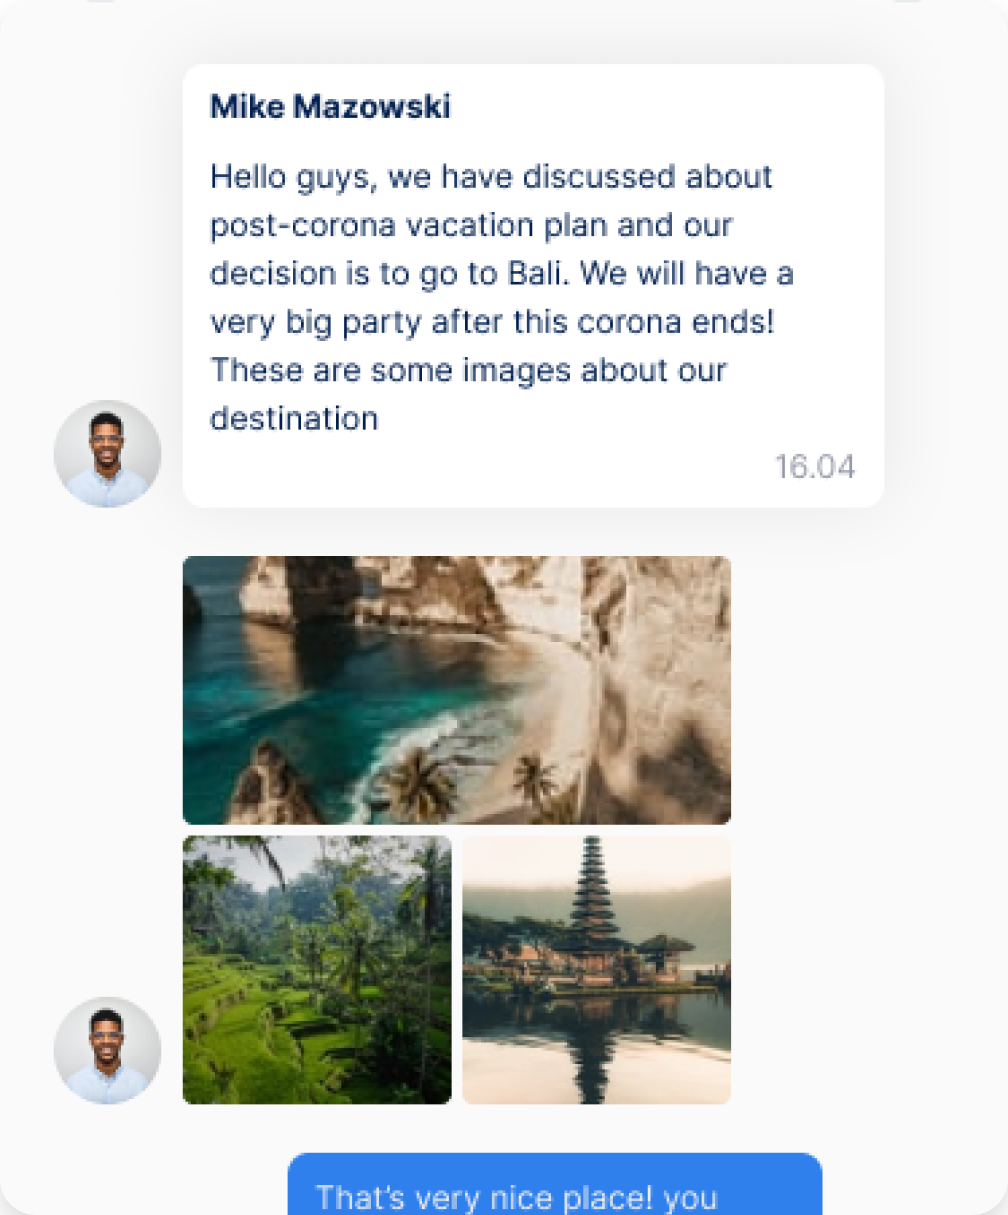 Mike Mazowski
Hello guys, we have discussed about
post-corona vacation plan and our
decision is to go to Bali. We will have a
very big party after this corona ends!
These are some images about our
destination
16.04
That's very nice place! you